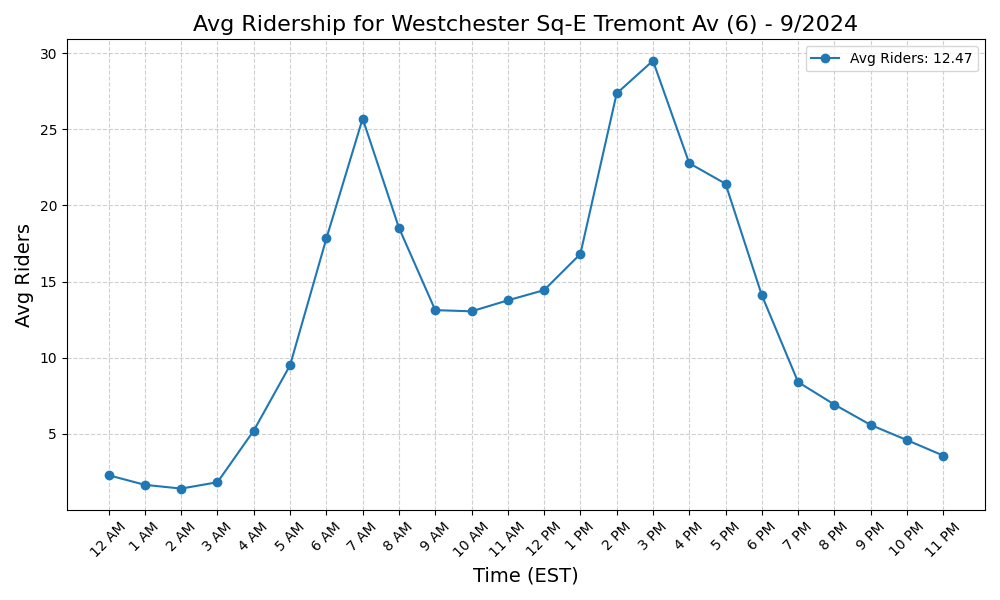 Avg Ridership for Westchester Sq-E Tremont Av (6) - 9/2024
Avg Riders: 12.47
Avg Riders
30
25
20
15
10
5
12 AM
1 AM
2 AM
3 AM
4 AM
5 AM
6 AM
7 AM
8 AM
9 AM
10 AM
11 AM
12 PM
1 PM
2 PM
3 PM
4 PM
5 PM
6 PM
7 PM
8 PM
9 PM
10 PM
11 PM
Time (EST)